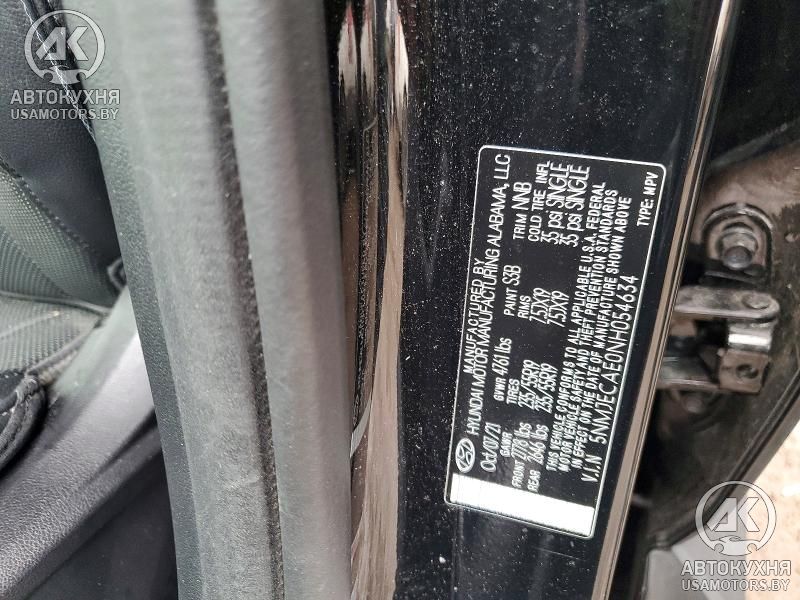 АВТОКУХНЯ
USAMOTORS.BY
MANUFACTURED BY
HYUNDAI MOTOR MANUFACTURING ALABAMA, LLC
Oct/07/21 GVWR 4761 lbs PAINT S3B TRIM NNB
GAWR TIRES RIMS COLD TIRE INFL
FRONT 2778 lbs 235/55R19 7.5JX19 35 psi SINGLE
REAR 2646 lbs 235/55R19 7.5JX19 35 psi SINGLE
THIS VEHICLE CONFORMS TO ALL APPLICABLE U.S.A. FEDERAL
MOTOR VEHICLE SAFETY AND THEFT PREVENTION STANDARDS
IN EFFECT ON THE DATE OF MANUFACTURE SHOWN ABOVE
V.I.N 5NMJECAE0NH054634 TYPE: MPV
АВТОКУХНЯ
USAMOTORS.BY